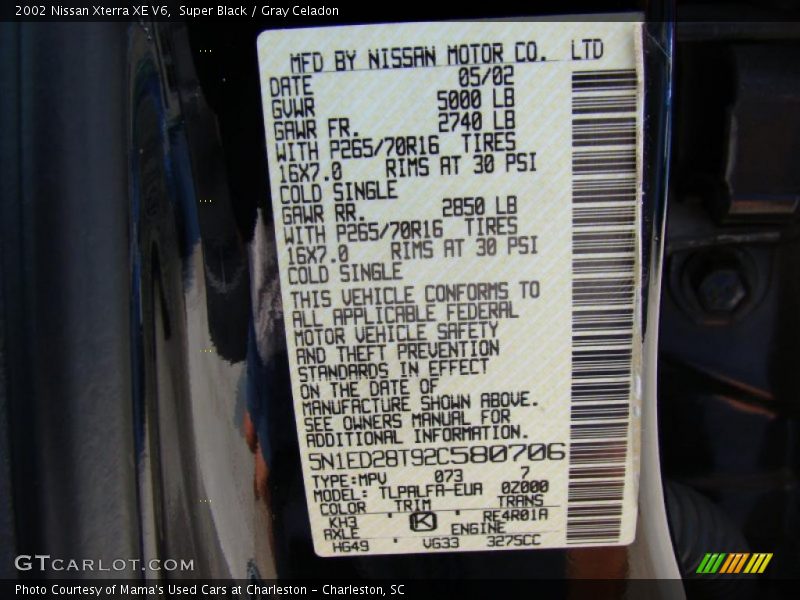 2002 Nissan Xterra XE V6,  Super Black / Gray Celadon
MFD BY NISSAN MOTOR CO. LTD
DATE 05/02
GVWR 5000 LB
GAWR FR. 2740 LB
WITH P265/70R16 TIRES
16X7.0 RIMS AT 30 PSI
COLD SINGLE
GAWR RR. 2850 LB
WITH P265/70R16 TIRES
16X7.0 RIMS AT 30 PSI
COLD SINGLE
THIS VEHICLE CONFORMS TO
ALL APPLICABLE FEDERAL
MOTOR VEHICLE SAFETY
AND THEFT PREVENTION
STANDARDS IN EFFECT
ON THE DATE OF
MANUFACTURE SHOWN ABOVE.
SEE OWNERS MANUAL FOR
ADDITIONAL INFORMATION.
5N1ED28T92C580706
TYPE:MPV 073 7
MODEL: TLPALFA-EUA 0Z000
COLOR TRIM TRANS
KH3 K RE4R01A
AXLE ENGINE
HG49 VG33 3275CC
GTCARLOT.COM
Photo Courtesy of Mama's Used Cars at Charleston - Charleston, SC